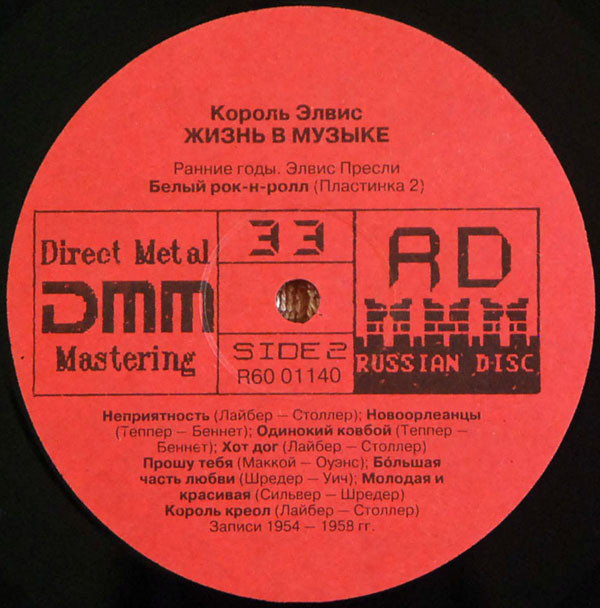 Король Элвис
ЖИЗНЬ В МУЗЫКЕ
Ранние годы. Элвис Пресли
Белый рок-н-ролл (Пластинка 2)
Direct Metal
DMM
Mastering
33
SIDE 2
R60 01140
RD
RUSSIAN DISC
Неприятность (Лайбер — Столлер); Новоорлеанцы
(Теппер — Беннет); Одинокий ковбой (Теппер —
Беннет); Хот дог (Лайбер — Столлер)
Прошу тебя (Маккой — Оуэнс); Бо́льшая
часть любви (Шредер — Уич); Молодая и
красивая (Сильвер — Шредер)
Король креол (Лайбер — Столлер)
Записи 1954 — 1958 гг.